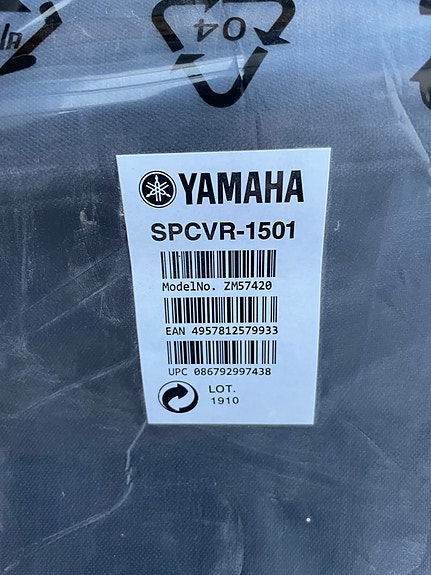 04
YAMAHA
SPCVR-1501
ModelNo. ZM57420
EAN 4957812579933
UPC 086792997438
LOT.
1910